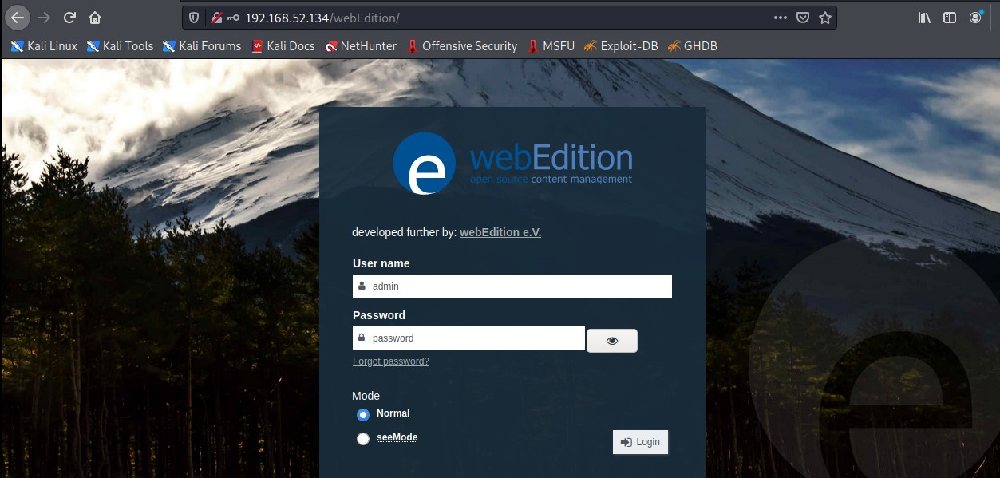 192.168.52.134/webEdition/
Kali Linux Kali Tools Kali Forums Kali Docs NetHunter Offensive Security MSFU Exploit-DB GHDB
e webEdition
open source content management
developed further by: webEdition e.V.
User name
admin
Password
password
Forgot password?
Mode
Normal
seeMode
Login
e